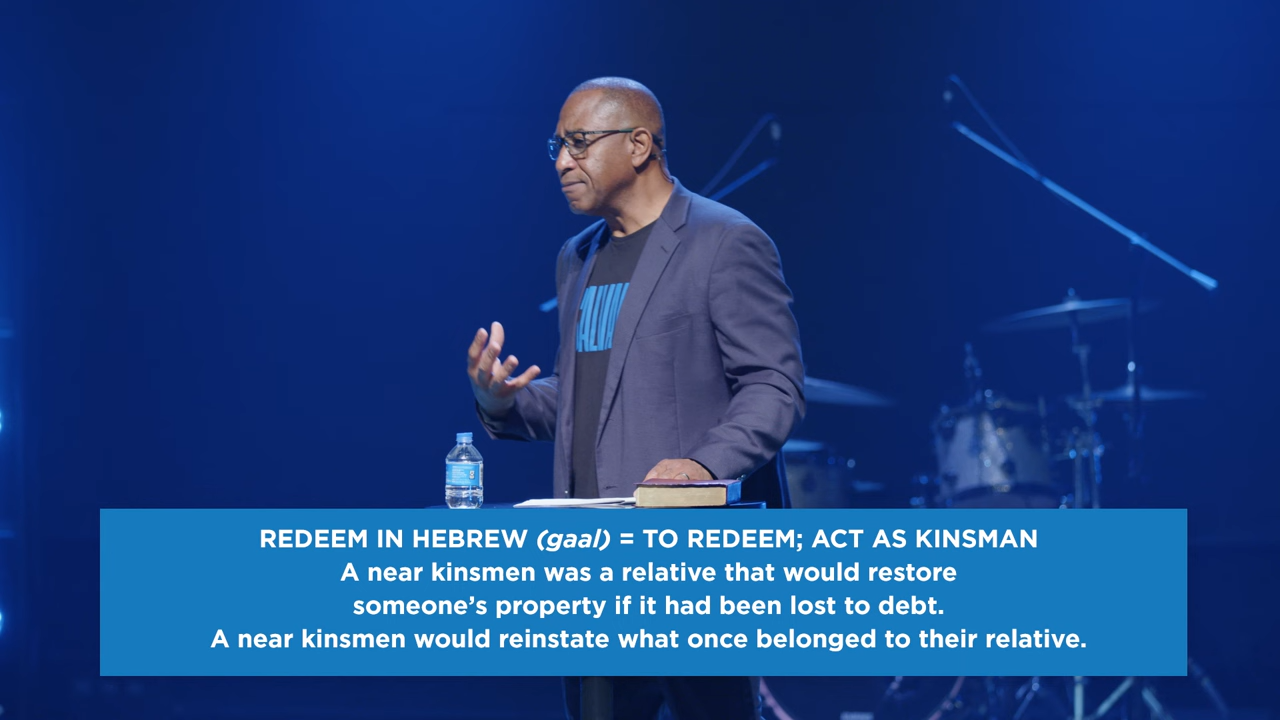 REDEEM IN HEBREW (gaal) = TO REDEEM; ACT AS KINSMAN
A near kinsmen was a relative that would restore
someone’s property if it had been lost to debt.
A near kinsmen would reinstate what once belonged to their relative.